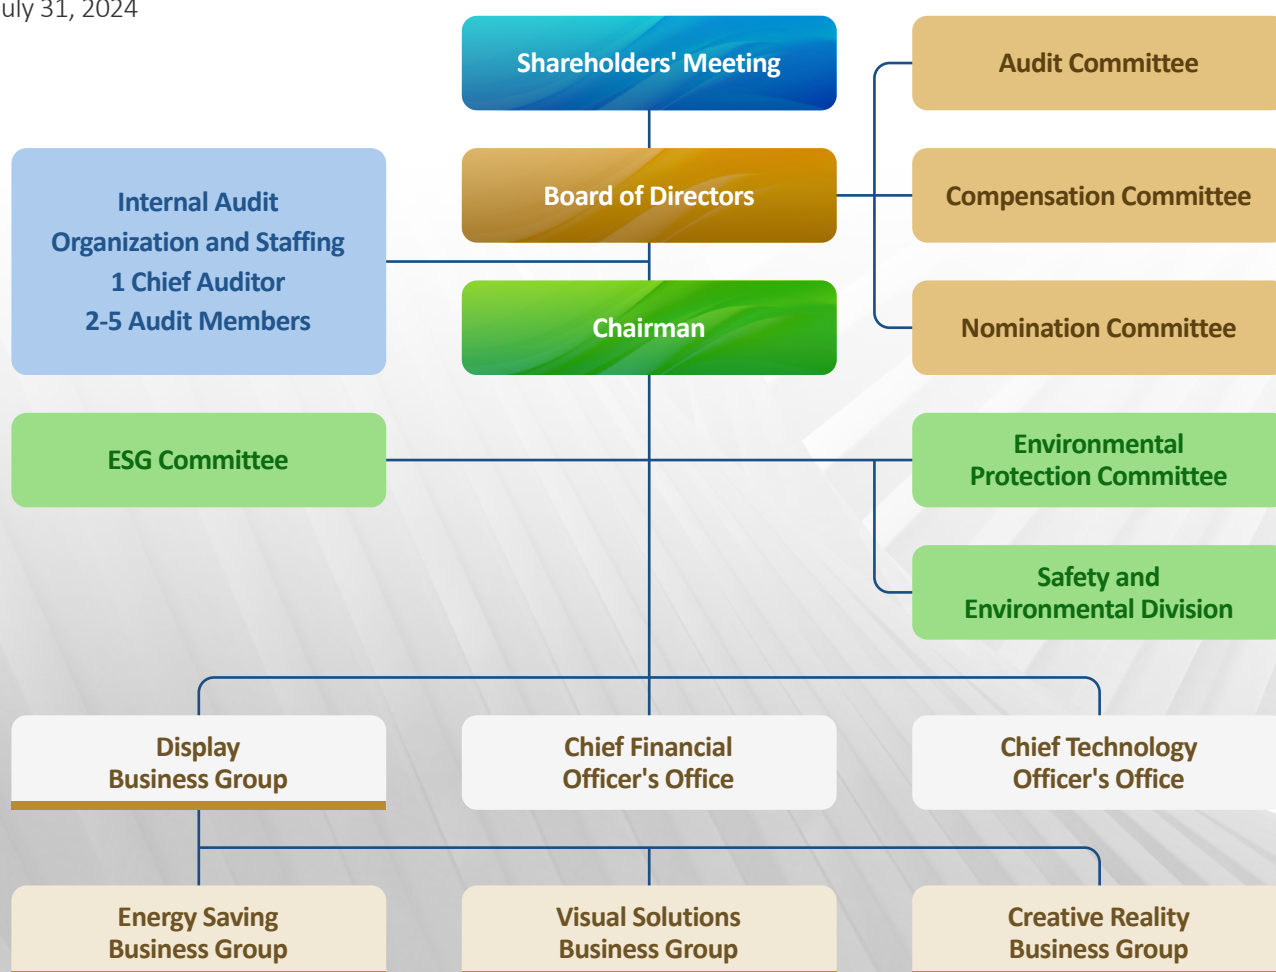 July 31, 2024
Shareholders' Meeting
Audit Committee
Internal Audit
Organization and Staffing
1 Chief Auditor
2-5 Audit Members
Board of Directors
Compensation Committee
Chairman
Nomination Committee
ESG Committee
Environmental
Protection Committee
Safety and
Environmental Division
Display
Business Group
Chief Financial
Officer's Office
Chief Technology
Officer's Office
Energy Saving
Business Group
Visual Solutions
Business Group
Creative Reality
Business Group